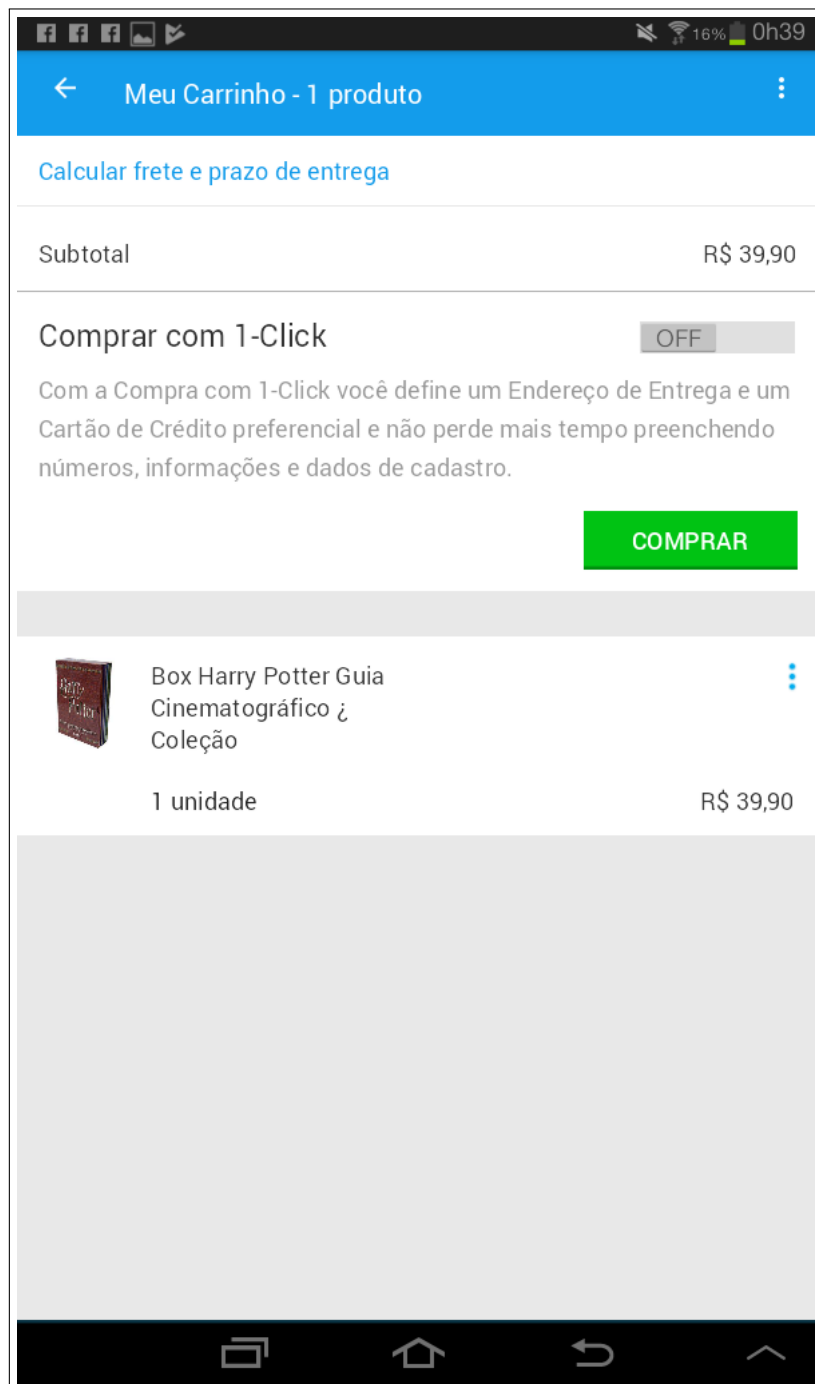 16% 0h39
Meu Carrinho - 1 produto
Calcular frete e prazo de entrega
Subtotal R$ 39,90
Comprar com 1-Click OFF
Com a Compra com 1-Click você define um Endereço de Entrega e um
Cartão de Crédito preferencial e não perde mais tempo preenchendo
números, informações e dados de cadastro.
COMPRAR
Box Harry Potter Guia
Cinematográfico ¿
Coleção
1 unidade R$ 39,90